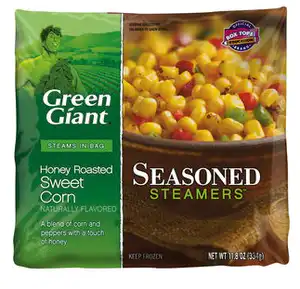 BOX TOPS
Green
Giant
STEAMS IN BAG
Honey Roasted
Sweet
Corn
NATURALLY FLAVORED
A blend of corn and
peppers with a touch
of honey
SEASONED
STEAMERS
KEEP FROZEN
NET WT 11.8 OZ (334g)